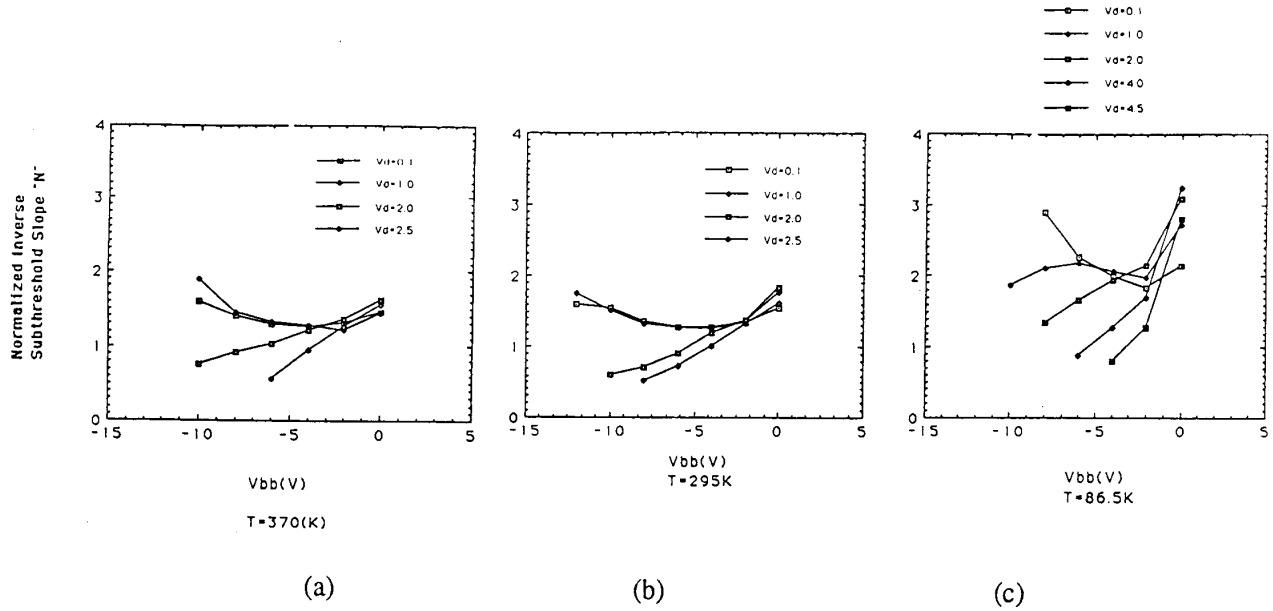 Vd=0.1
Vd=1.0
Vd=2.0
Vd=4.0
Vd=4.5
Normalized Inverse
Subthreshold Slope "N"
4
3
2
1
0
-15
-10
-5
0
5
Vd=0.1
Vd=1.0
Vd=2.0
Vd=2.5
Vbb(V)
T=370(K)
(a)
4
3
2
1
0
-15
-10
-5
0
5
Vd=0.1
Vd=1.0
Vd=2.0
Vd=2.5
Vbb(V)
T=295K
(b)
4
3
2
1
0
-15
-10
-5
0
5
Vbb(V)
T=86.5K
(c)